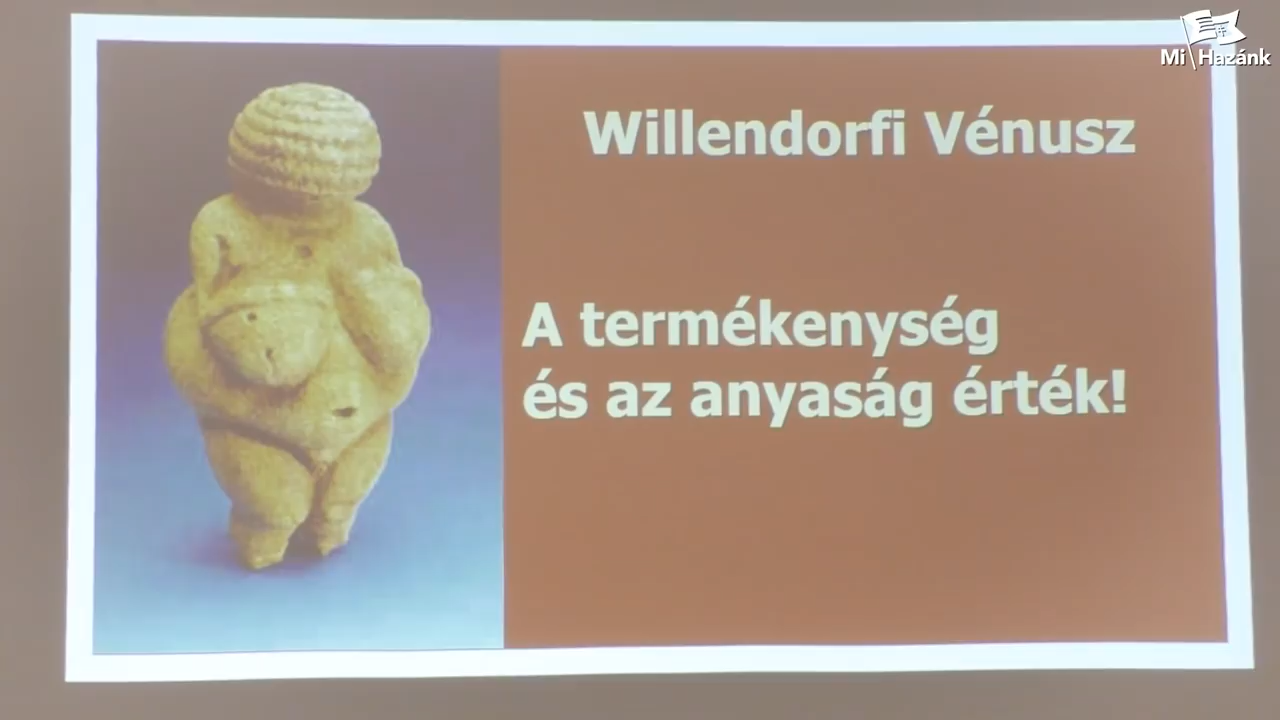 Mi Hazánk
Willendorfi Vénusz
A termékenység
és az anyaság érték!